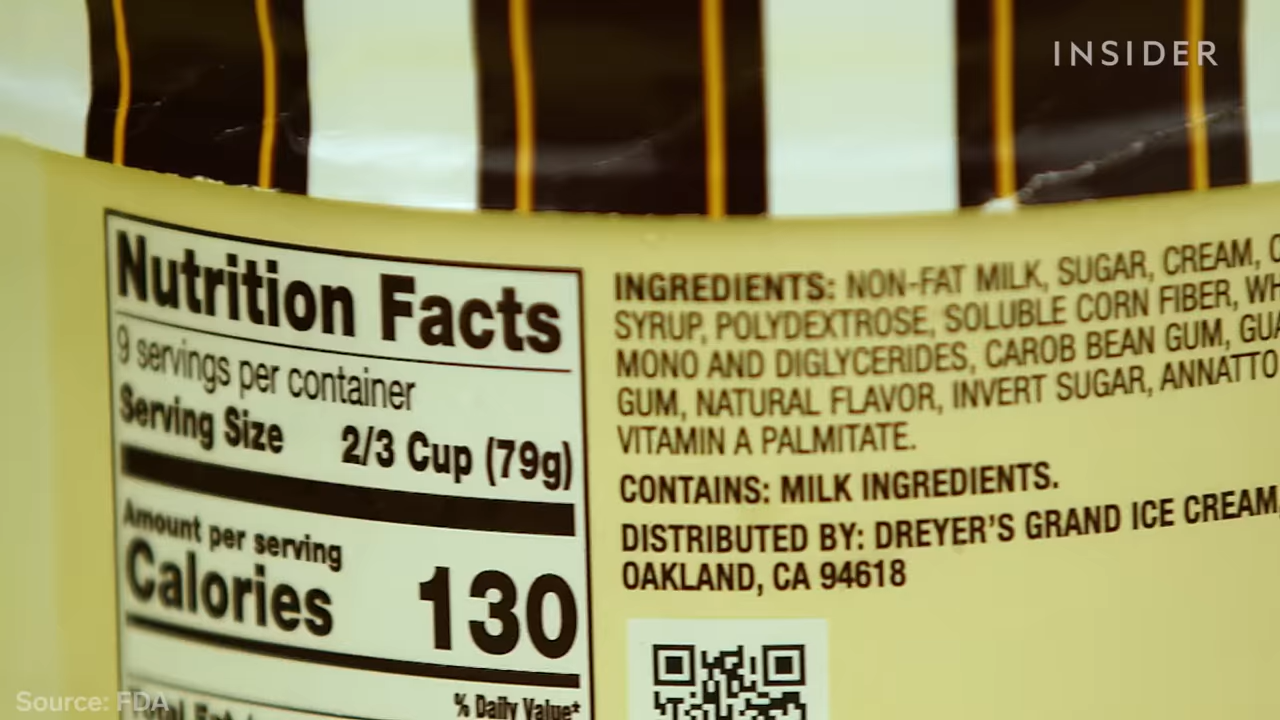 INSIDER
Nutrition Facts
9 servings per container
Serving Size 2/3 Cup (79g)
Amount per serving
Calories 130
% Daily Value*
INGREDIENTS: NON-FAT MILK, SUGAR, CREAM,
SYRUP, POLYDEXTROSE, SOLUBLE CORN FIBER,
MONO AND DIGLYCERIDES, CAROB BEAN GUM,
GUM, NATURAL FLAVOR, INVERT SUGAR, ANNATTO
VITAMIN A PALMITATE.
CONTAINS: MILK INGREDIENTS.
DISTRIBUTED BY: DREYER'S GRAND ICE CREAM,
OAKLAND, CA 94618
Source: FDA